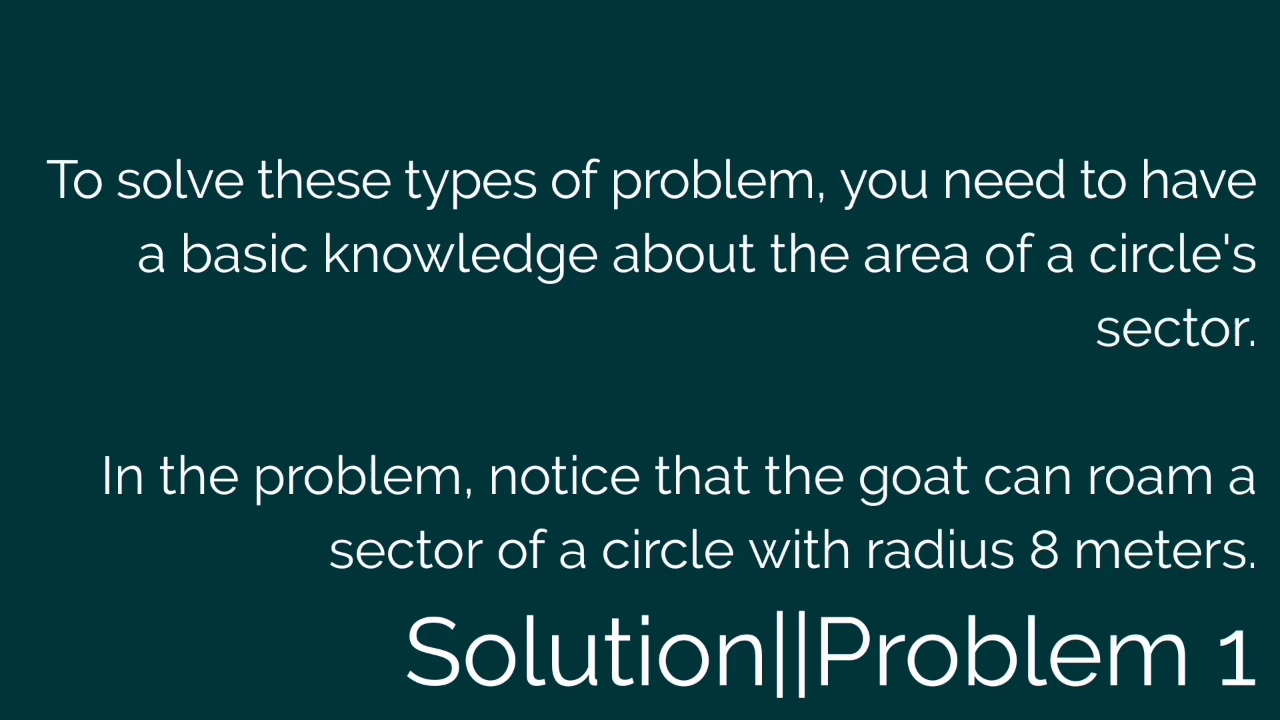 To solve these types of problem, you need to have
a basic knowledge about the area of a circle's
sector.
In the problem, notice that the goat can roam a
sector of a circle with radius 8 meters.
Solution||Problem 1